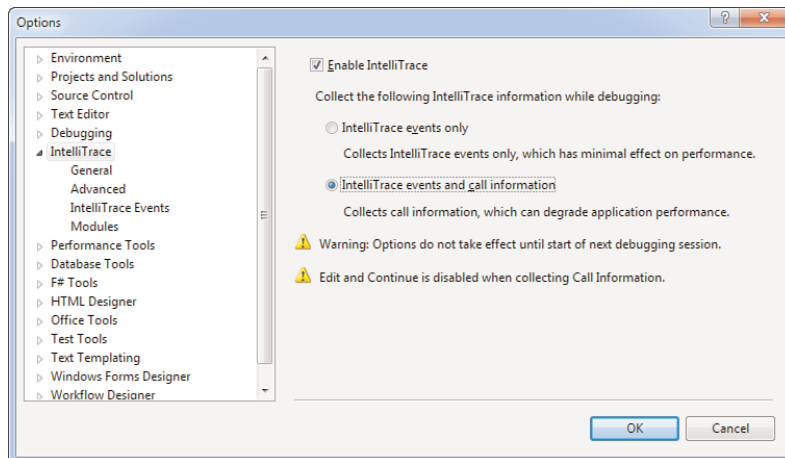 Options
Environment
Projects and Solutions
Source Control
Text Editor
Debugging
IntelliTrace
General
Advanced
IntelliTrace Events
Modules
Performance Tools
Database Tools
F# Tools
HTML Designer
Office Tools
Test Tools
Text Templating
Windows Forms Designer
Workflow Designer
Enable IntelliTrace
Collect the following IntelliTrace information while debugging:
IntelliTrace events only
Collects IntelliTrace events only, which has minimal effect on performance.
IntelliTrace events and call information
Collects call information, which can degrade application performance.
Warning: Options do not take effect until start of next debugging session.
Edit and Continue is disabled when collecting Call Information.
OK
Cancel